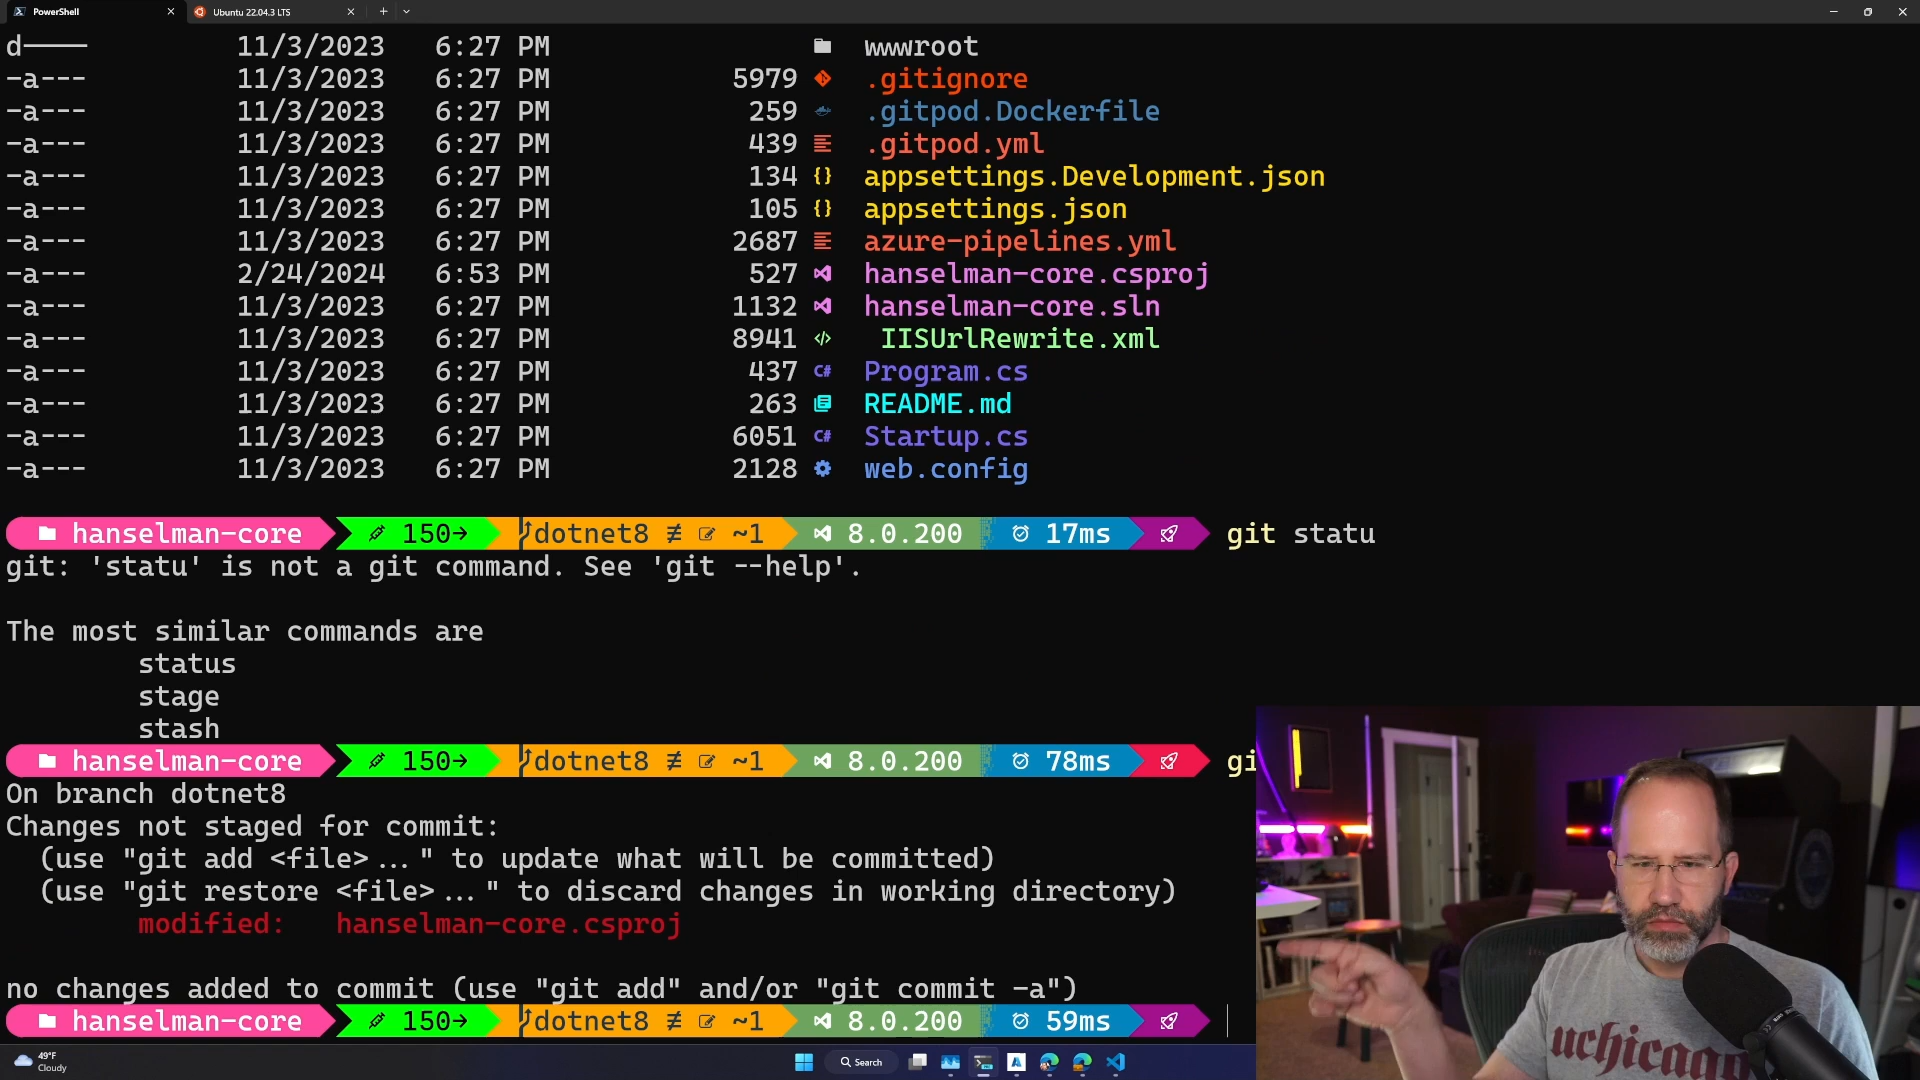 PowerShell
Ubuntu 22.04.3 LTS
d———— 11/3/2023 6:27 PM wwwroot
-a--- 11/3/2023 6:27 PM 5979 .gitignore
-a--- 11/3/2023 6:27 PM 259 .gitpod.Dockerfile
-a--- 11/3/2023 6:27 PM 439 .gitpod.yml
-a--- 11/3/2023 6:27 PM 134 {} appsettings.Development.json
-a--- 11/3/2023 6:27 PM 105 {} appsettings.json
-a--- 11/3/2023 6:27 PM 2687 azure-pipelines.yml
-a--- 2/24/2024 6:53 PM 527 hanselman-core.csproj
-a--- 11/3/2023 6:27 PM 1132 hanselman-core.sln
-a--- 11/3/2023 6:27 PM 8941 </> IISUrlRewrite.xml
-a--- 11/3/2023 6:27 PM 437 C# Program.cs
-a--- 11/3/2023 6:27 PM 263 README.md
-a--- 11/3/2023 6:27 PM 6051 C# Startup.cs
-a--- 11/3/2023 6:27 PM 2128 web.config
hanselman-core 150→ dotnet8 ≢ ~1 8.0.200 17ms git statu
git: 'statu' is not a git command. See 'git --help'.
The most similar commands are
status
stage
stash
hanselman-core 150→ dotnet8 ≢ ~1 8.0.200 78ms gi
On branch dotnet8
Changes not staged for commit:
(use "git add <file>..." to update what will be committed)
(use "git restore <file>..." to discard changes in working directory)
modified: hanselman-core.csproj
no changes added to commit (use "git add" and/or "git commit -a")
hanselman-core 150→ dotnet8 ≢ ~1 8.0.200 59ms
49°F
Cloudy
Search
uchicago